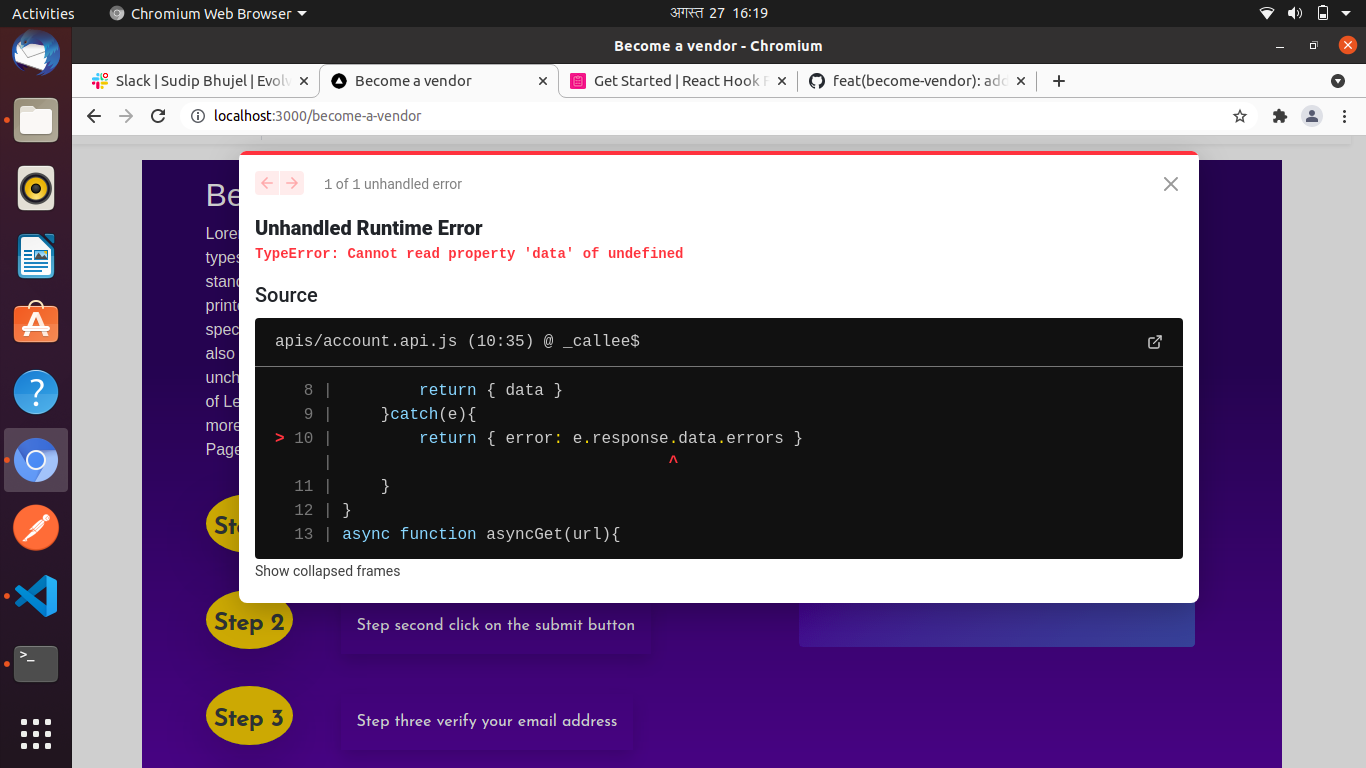 Activities
Chromium Web Browser
अगस्त 27 16:19
Become a vendor - Chromium
Slack | Sudip Bhujel | Evolv
Become a vendor
Get Started | React Hook F
feat(become-vendor): add
localhost:3000/become-a-vendor
Be
Lore
types
stand
printe
spec
also
unch
of Le
more
Page
1 of 1 unhandled error
Unhandled Runtime Error
TypeError: Cannot read property 'data' of undefined
Source
apis/account.api.js (10:35) @ _callee$
8 | return { data }
9 | }catch(e){
> 10 | return { error: e.response.data.errors }
| ^
11 | }
12 | }
13 | async function asyncGet(url){
Show collapsed frames
Ste
Step 2
Step second click on the submit button
Step 3
Step three verify your email address